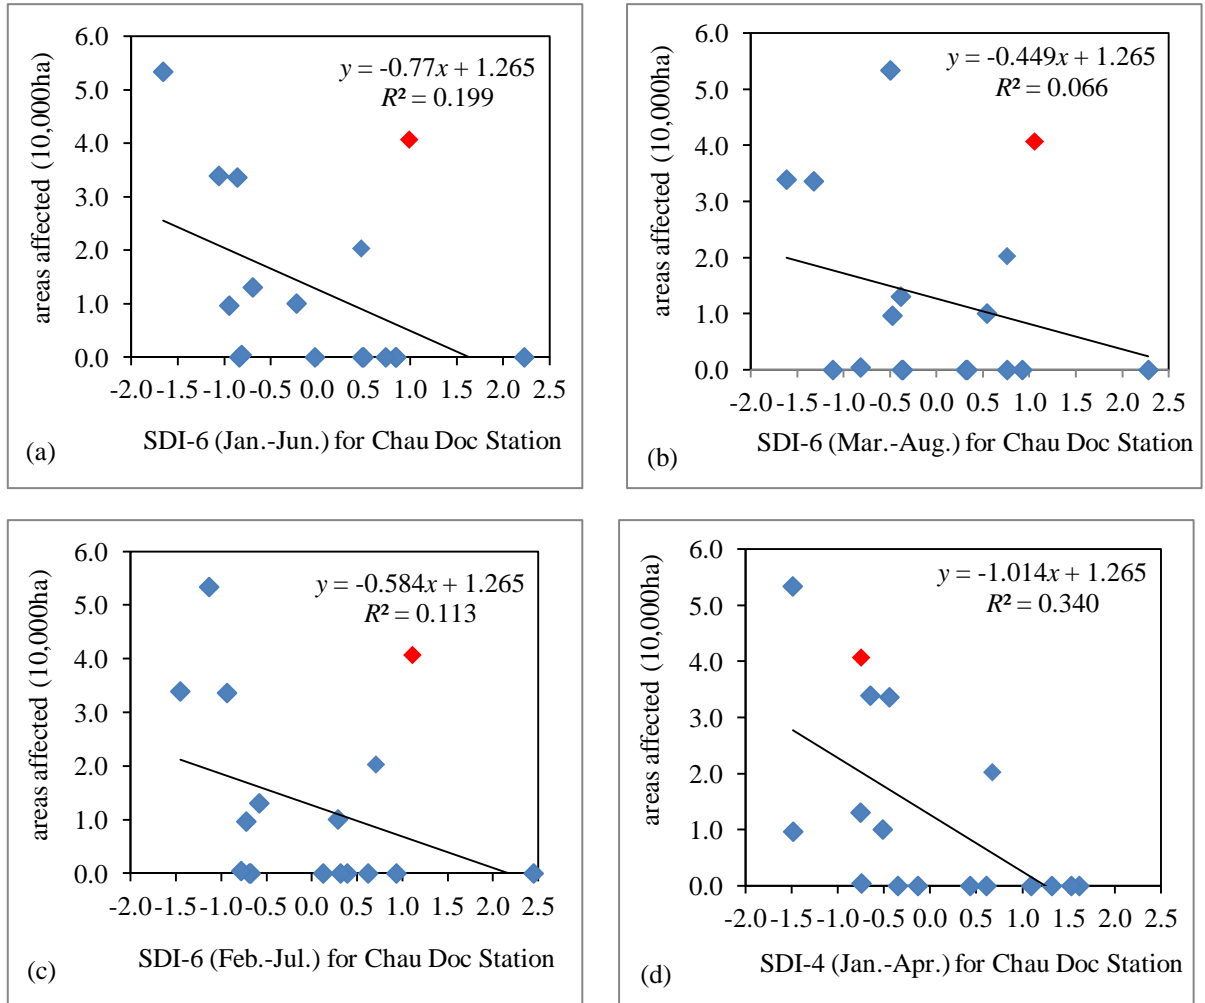 6.0
5.0
4.0
3.0
2.0
1.0
0.0
areas affected (10,000ha)
y = -0.77x + 1.265
R² = 0.199
-2.0 -1.5 -1.0 -0.5 0.0 0.5 1.0 1.5 2.0 2.5
SDI-6 (Jan.-Jun.) for Chau Doc Station
(a)
6.0
5.0
4.0
3.0
2.0
1.0
0.0
areas affected (10,000ha)
y = -0.449x + 1.265
R² = 0.066
-2.0 -1.5 -1.0 -0.5 0.0 0.5 1.0 1.5 2.0 2.5
SDI-6 (Mar.-Aug.) for Chau Doc Station
(b)
6.0
5.0
4.0
3.0
2.0
1.0
0.0
areas affected (10,000ha)
y = -0.584x + 1.265
R² = 0.113
-2.0 -1.5 -1.0 -0.5 0.0 0.5 1.0 1.5 2.0 2.5
SDI-6 (Feb.-Jul.) for Chau Doc Station
(c)
6.0
5.0
4.0
3.0
2.0
1.0
0.0
areas affected (10,000ha)
y = -1.014x + 1.265
R² = 0.340
-2.0 -1.5 -1.0 -0.5 0.0 0.5 1.0 1.5 2.0 2.5
SDI-4 (Jan.-Apr.) for Chau Doc Station
(d)